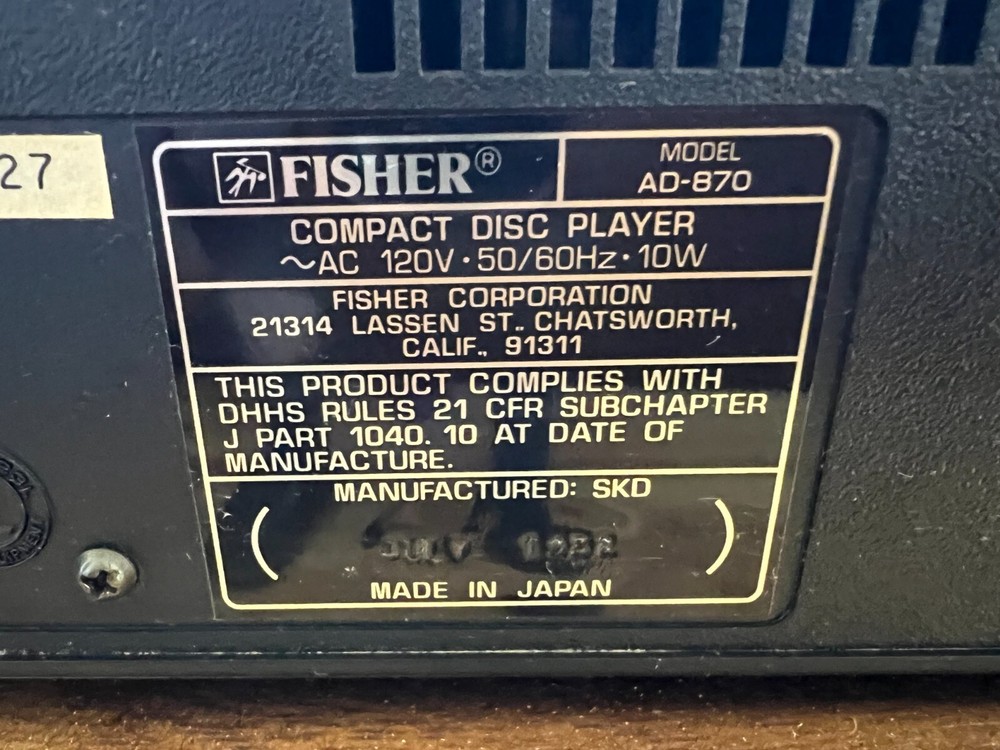 27
FISHER®
MODEL
AD-870
COMPACT DISC PLAYER
~AC 120V·50/60Hz·10W
FISHER CORPORATION
21314 LASSEN ST., CHATSWORTH,
CALIF., 91311
THIS PRODUCT COMPLIES WITH
DHHS RULES 21 CFR SUBCHAPTER
J PART 1040.10 AT DATE OF
MANUFACTURE.
MANUFACTURED: SKD
( JULY )
MADE IN JAPAN